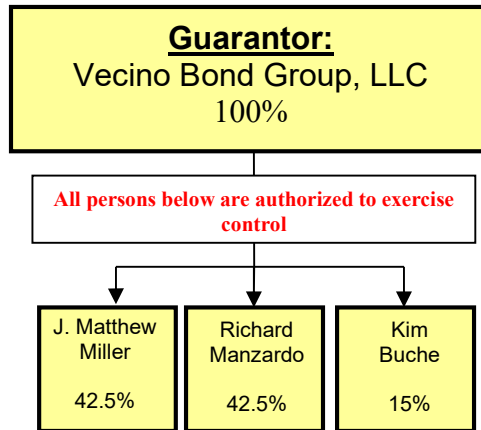 Guarantor:
Vecino Bond Group, LLC
100%
All persons below are authorized to exercise
control
J. Matthew
Miller
42.5%
Richard
Manzardo
42.5%
Kim
Buche
15%